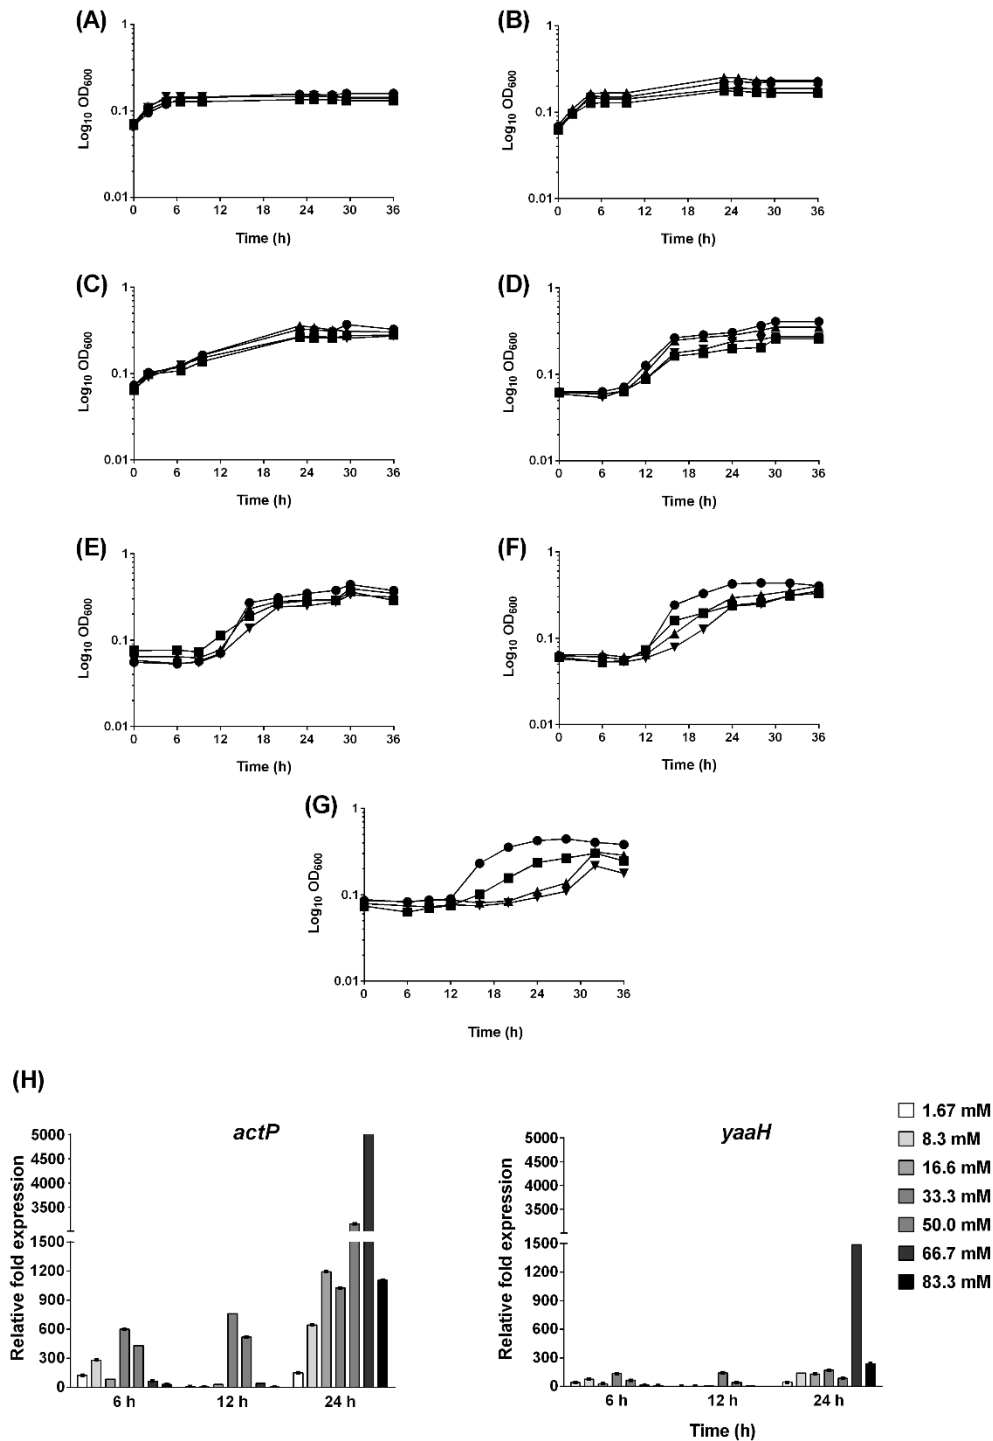 (A)
1
0.1
0.01
Log10 OD600
0 6 12 18 24 30 36
Time (h)
(B)
1
0.1
0.01
Log10 OD600
0 6 12 18 24 30 36
Time (h)
(C)
1
0.1
0.01
Log10 OD600
0 6 12 18 24 30 36
Time (h)
(D)
1
0.1
0.01
Log10 OD600
0 6 12 18 24 30 36
Time (h)
(E)
1
0.1
0.01
Log10 OD600
0 6 12 18 24 30 36
Time (h)
(F)
1
0.1
0.01
Log10 OD600
0 6 12 18 24 30 36
Time (h)
(G)
1
0.1
0.01
Log10 OD600
0 6 12 18 24 30 36
Time (h)
(H)
actP
5000
4500
4000
3500
1500
1200
900
600
300
0
Relative fold expression
6 h 12 h 24 h
yaaH
5000
4500
4000
3500
3000
1500
1200
900
600
300
0
Relative fold expression
6 h 12 h 24 h
Time (h)
1.67 mM
8.3 mM
16.6 mM
33.3 mM
50.0 mM
66.7 mM
83.3 mM